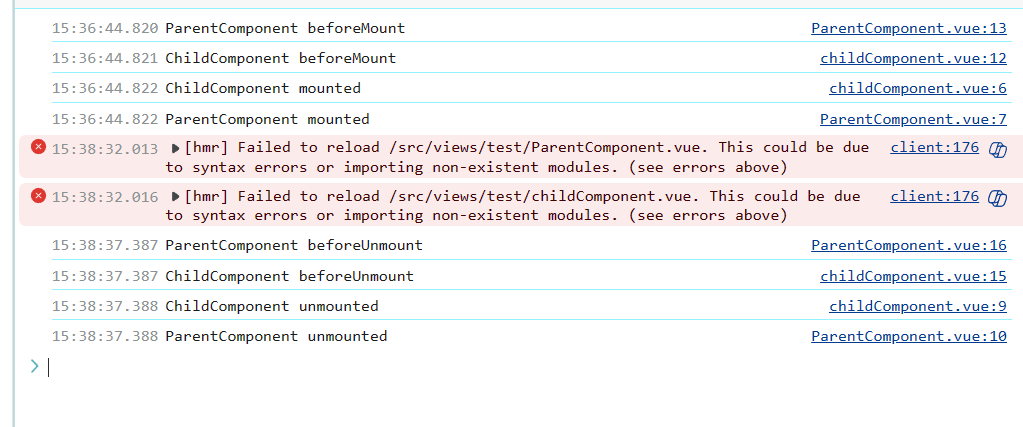 15:36:44.820 ParentComponent beforeMount ParentComponent.vue:13
15:36:44.821 ChildComponent beforeMount childComponent.vue:12
15:36:44.822 ChildComponent mounted childComponent.vue:6
15:36:44.822 ParentComponent mounted ParentComponent.vue:7
15:38:32.013 ▶[hmr] Failed to reload /src/views/test/ParentComponent.vue. This could be due client:176
to syntax errors or importing non-existent modules. (see errors above)
15:38:32.016 ▶[hmr] Failed to reload /src/views/test/childComponent.vue. This could be due client:176
to syntax errors or importing non-existent modules. (see errors above)
15:38:37.387 ParentComponent beforeUnmount ParentComponent.vue:16
15:38:37.387 ChildComponent beforeUnmount childComponent.vue:15
15:38:37.388 ChildComponent unmounted childComponent.vue:9
15:38:37.388 ParentComponent unmounted ParentComponent.vue:10